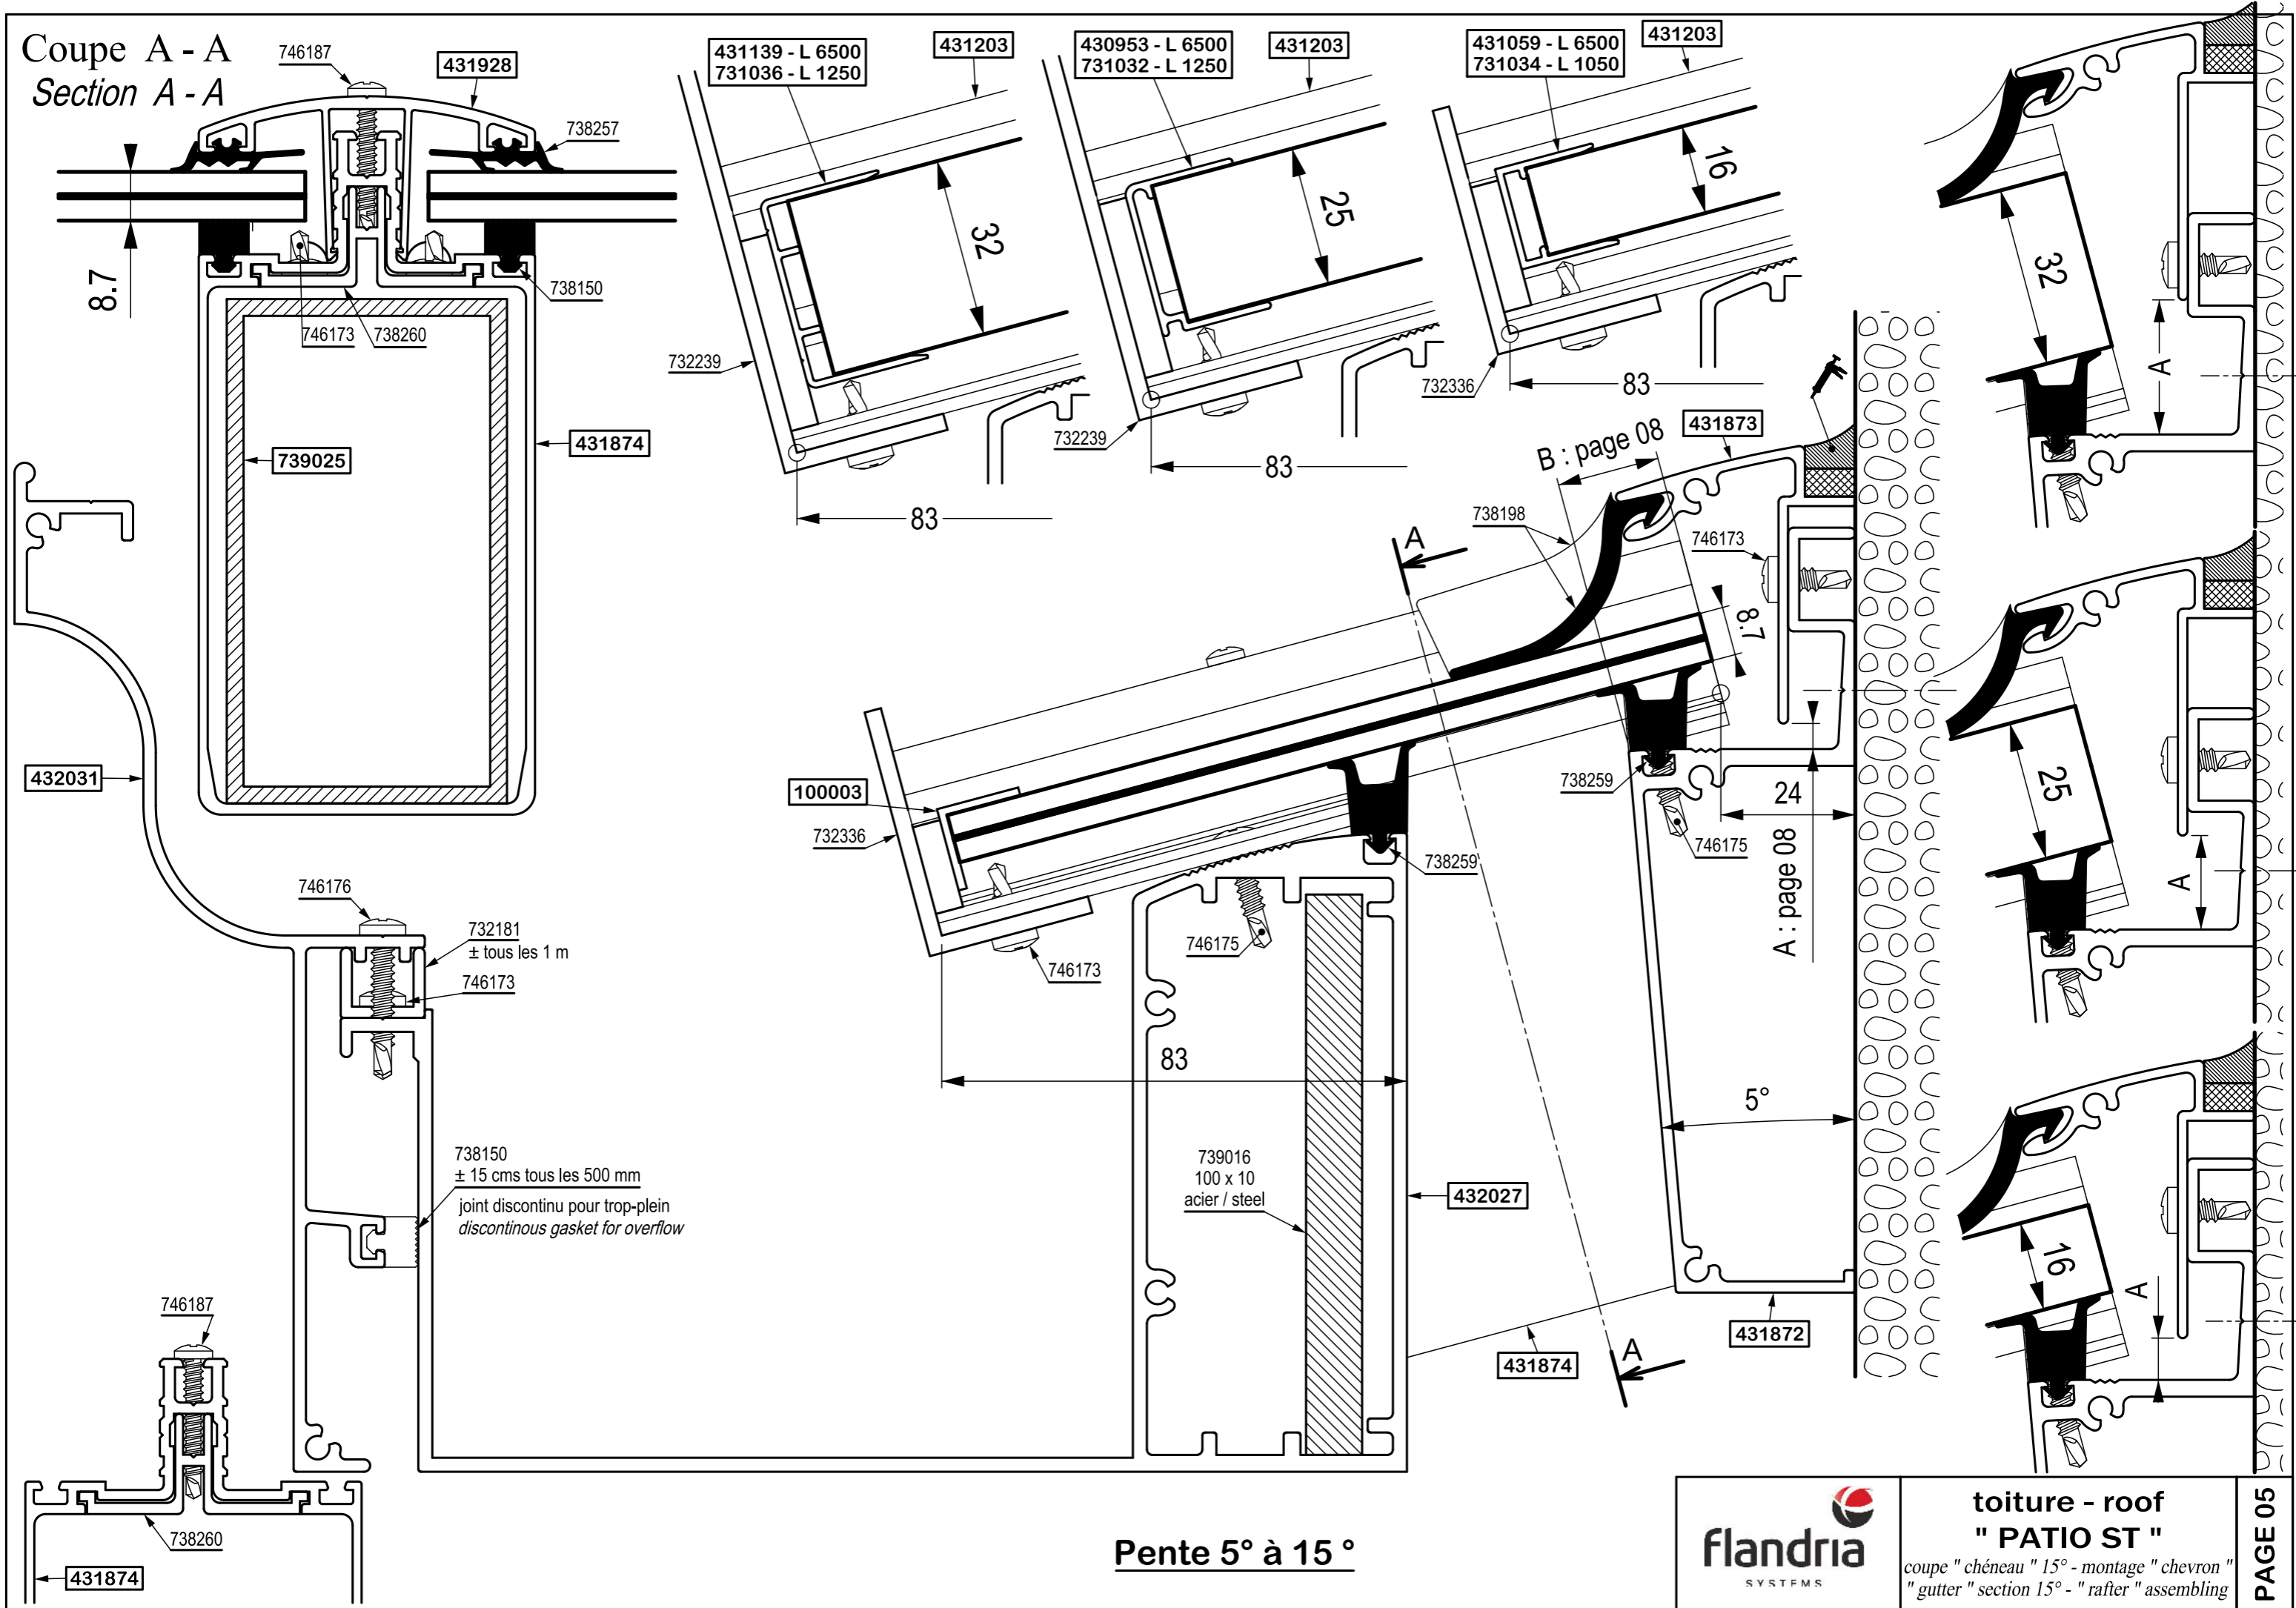 Coupe A - A
Section A - A
746187
431928
738257
8.7
738150
746173
738260
739025
431874
431139 - L 6500
731036 - L 1250
431203
32
732239
83
430953 - L 6500
731032 - L 1250
431203
25
732239
83
431059 - L 6500
731034 - L 1050
431203
16
732336
83
B : page 08
431873
738198
746173
A
8.7
100003
732336
738259
738259
24
746175
A : page 08
746175
746173
83
5°
739016
100 x 10
acier / steel
432027
431872
431874
A
432031
746176
732181
± tous les 1 m
746173
738150
± 15 cms tous les 500 mm
joint discontinu pour trop-plein
discontinous gasket for overflow
746187
738260
431874
32
A
25
A
16
A
Pente 5° à 15 °
flandria
SYSTEMS
toiture - roof
" PATIO ST "
coupe " chéneau " 15° - montage " chevron "
" gutter " section 15° - " rafter " assembling
PAGE 05